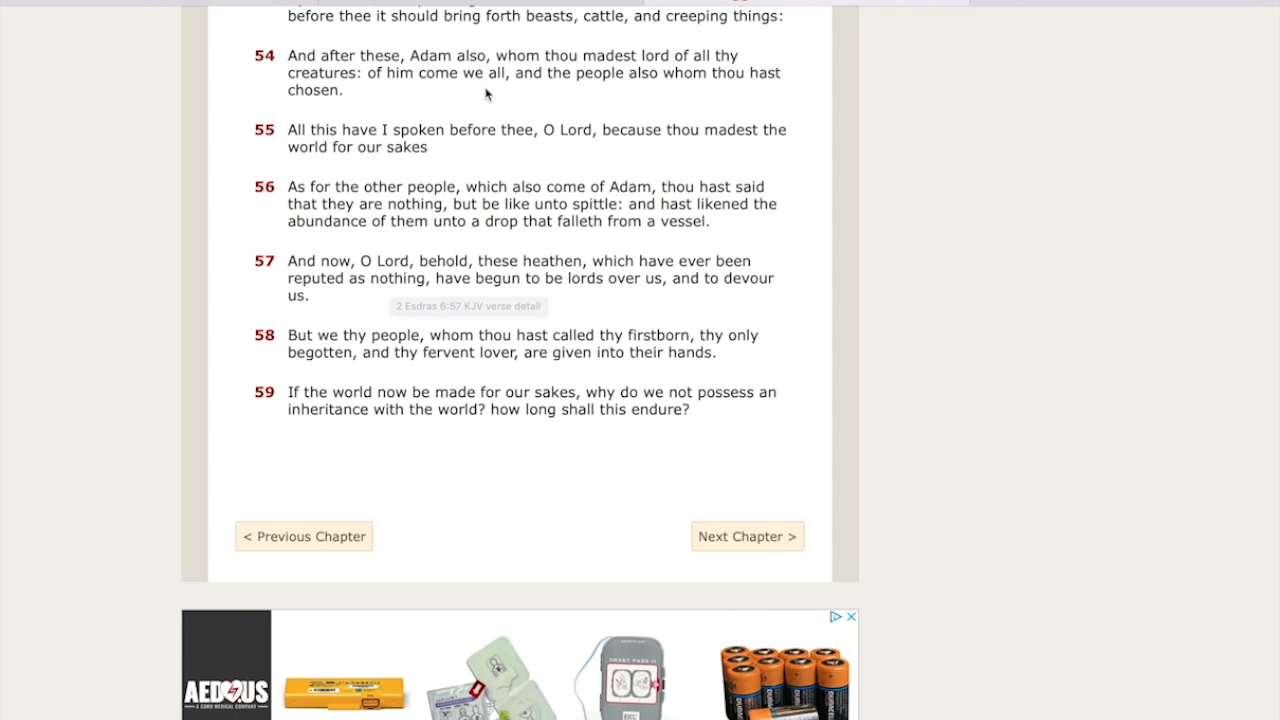 before thee it should bring forth beasts, cattle, and creeping things:
54 And after these, Adam also, whom thou madest lord of all thy
creatures: of him come we all, and the people also whom thou hast
chosen.
55 All this have I spoken before thee, O Lord, because thou madest the
world for our sakes
56 As for the other people, which also come of Adam, thou hast said
that they are nothing, but be like unto spittle: and hast likened the
abundance of them unto a drop that falleth from a vessel.
57 And now, O Lord, behold, these heathen, which have ever been
reputed as nothing, have begun to be lords over us, and to devour
us.
2 Esdras 6:57 KJV verse detail
58 But we thy people, whom thou hast called thy firstborn, thy only
begotten, and thy fervent lover, are given into their hands.
59 If the world now be made for our sakes, why do we not possess an
inheritance with the world? how long shall this endure?
< Previous Chapter
Next Chapter >
SMART PADS II
DURACELL